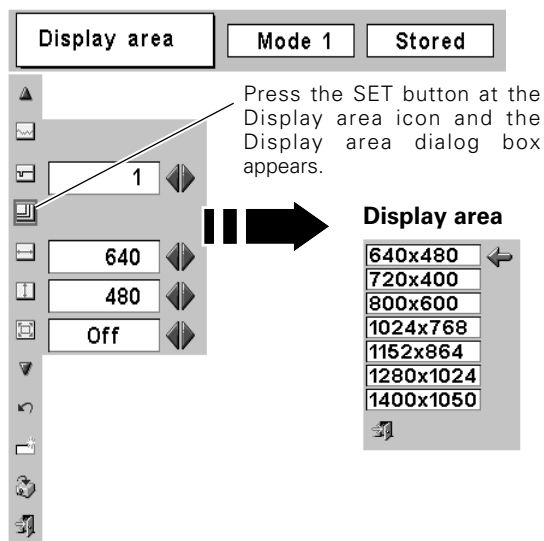 Display area
Mode 1
Stored
Press the SET button at the
Display area icon and the
Display area dialog box
appears.
1
640
480
Off
Display area
640x480
720x400
800x600
1024x768
1152x864
1280x1024
1400x1050